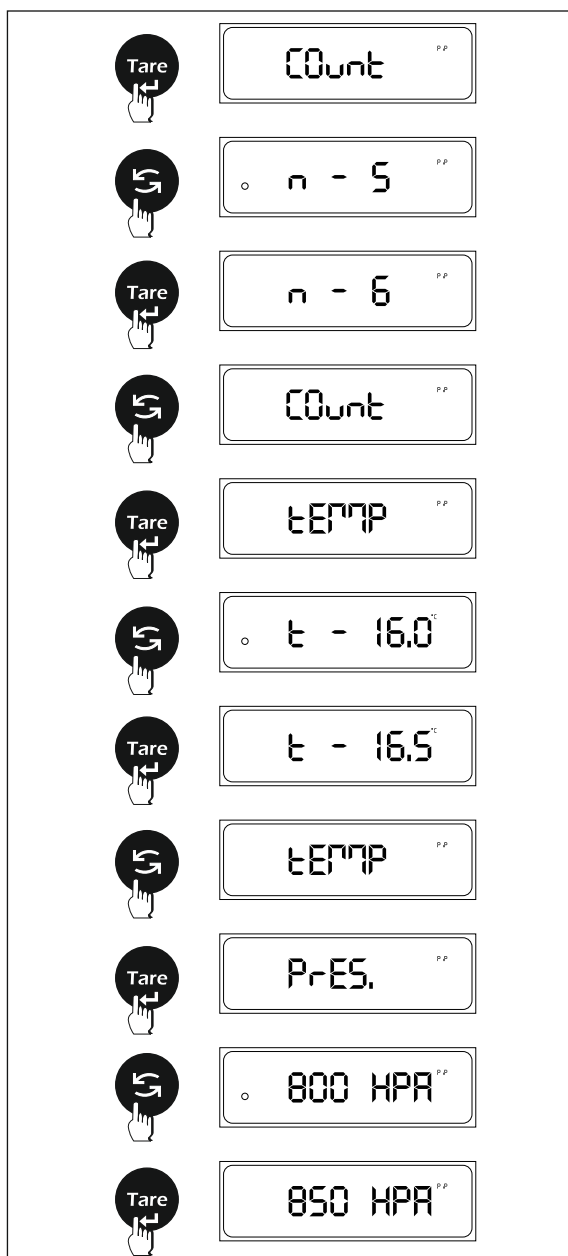 Tare COunt P.P
n - 5 P.P
Tare n - 6 P.P
COunt P.P
Tare tEMP P.P
t - 16.0 °C
Tare t - 16.5 °C
tEMP P.P
Tare PrES. P.P
800 HPA P.P
Tare 850 HPA P.P